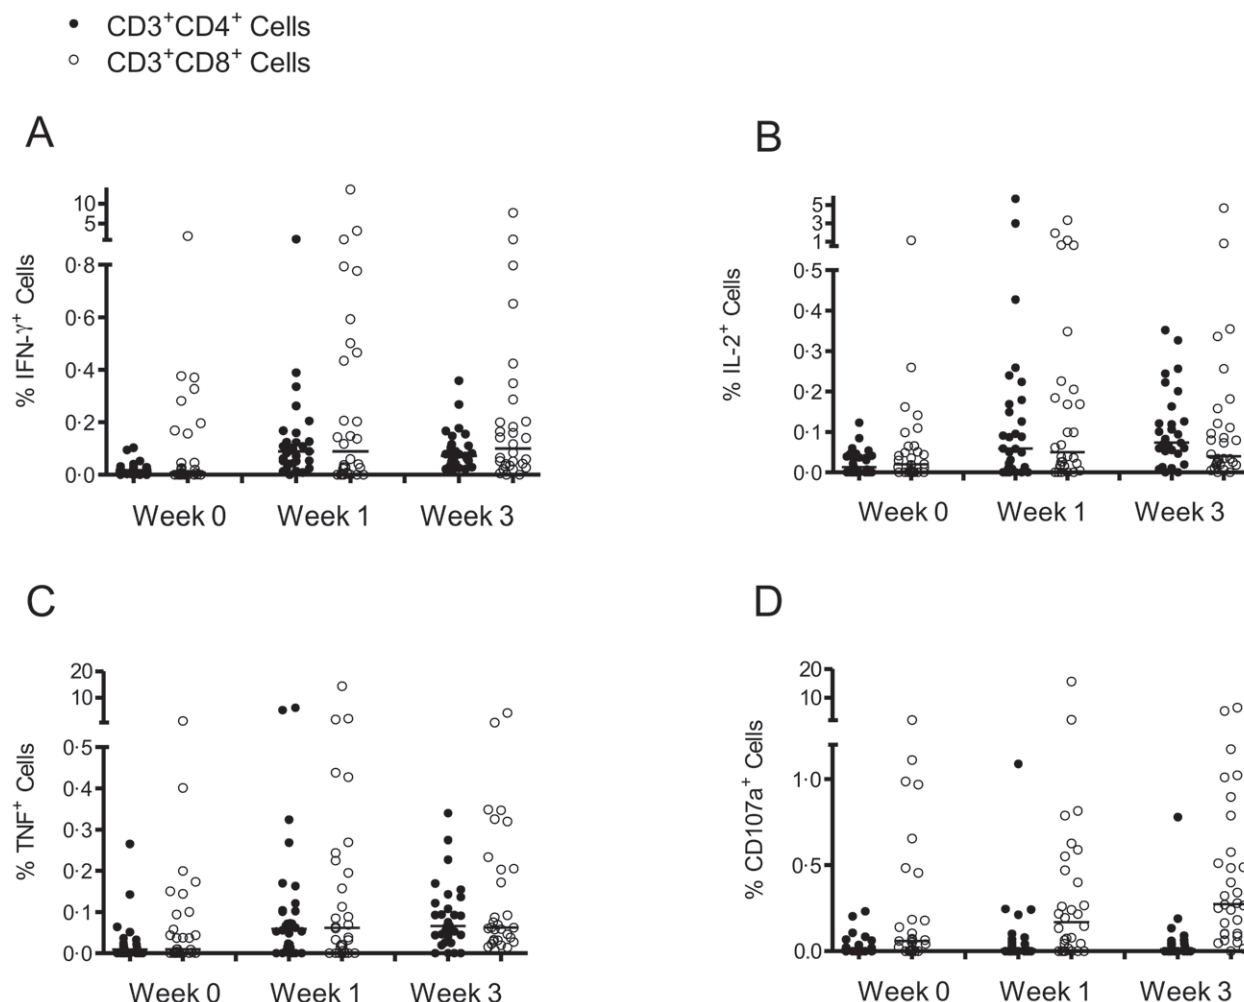 CD3⁺CD4⁺ Cells
CD3⁺CD8⁺ Cells
A
% IFN-γ⁺ Cells
10
5
0·8
0·6
0·4
0·2
0·0
Week 0 Week 1 Week 3
B
% IL-2⁺ Cells
5
3
1
0·5
0·4
0·3
0·2
0·1
0·0
Week 0 Week 1 Week 3
C
% TNF⁺ Cells
20
10
0·5
0·4
0·3
0·2
0·1
0·0
Week 0 Week 1 Week 3
D
% CD107a⁺ Cells
20
10
1·0
0·5
0.0
Week 0 Week 1 Week 3